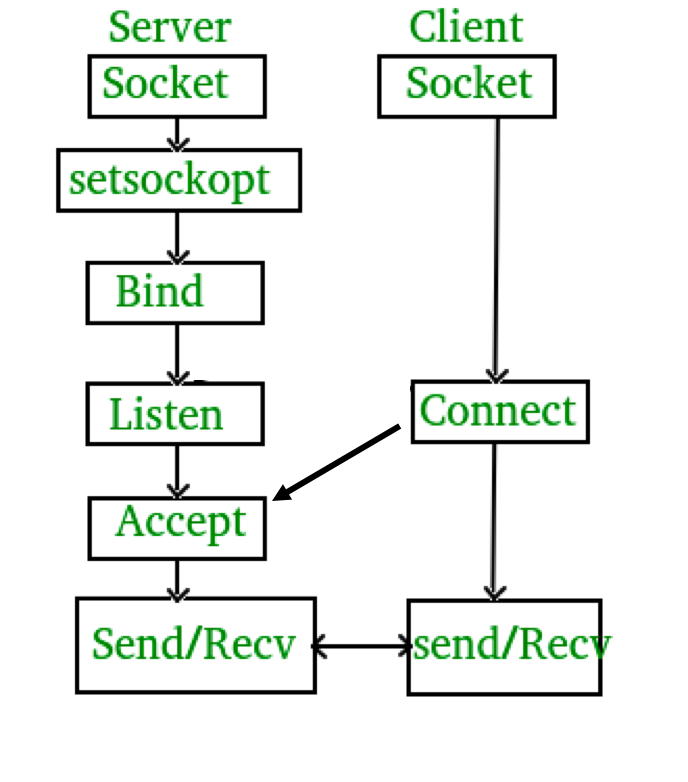 Server
Client
Socket
Socket
setsockopt
Bind
Listen
Connect
Accept
Send/Recv
send/Recv